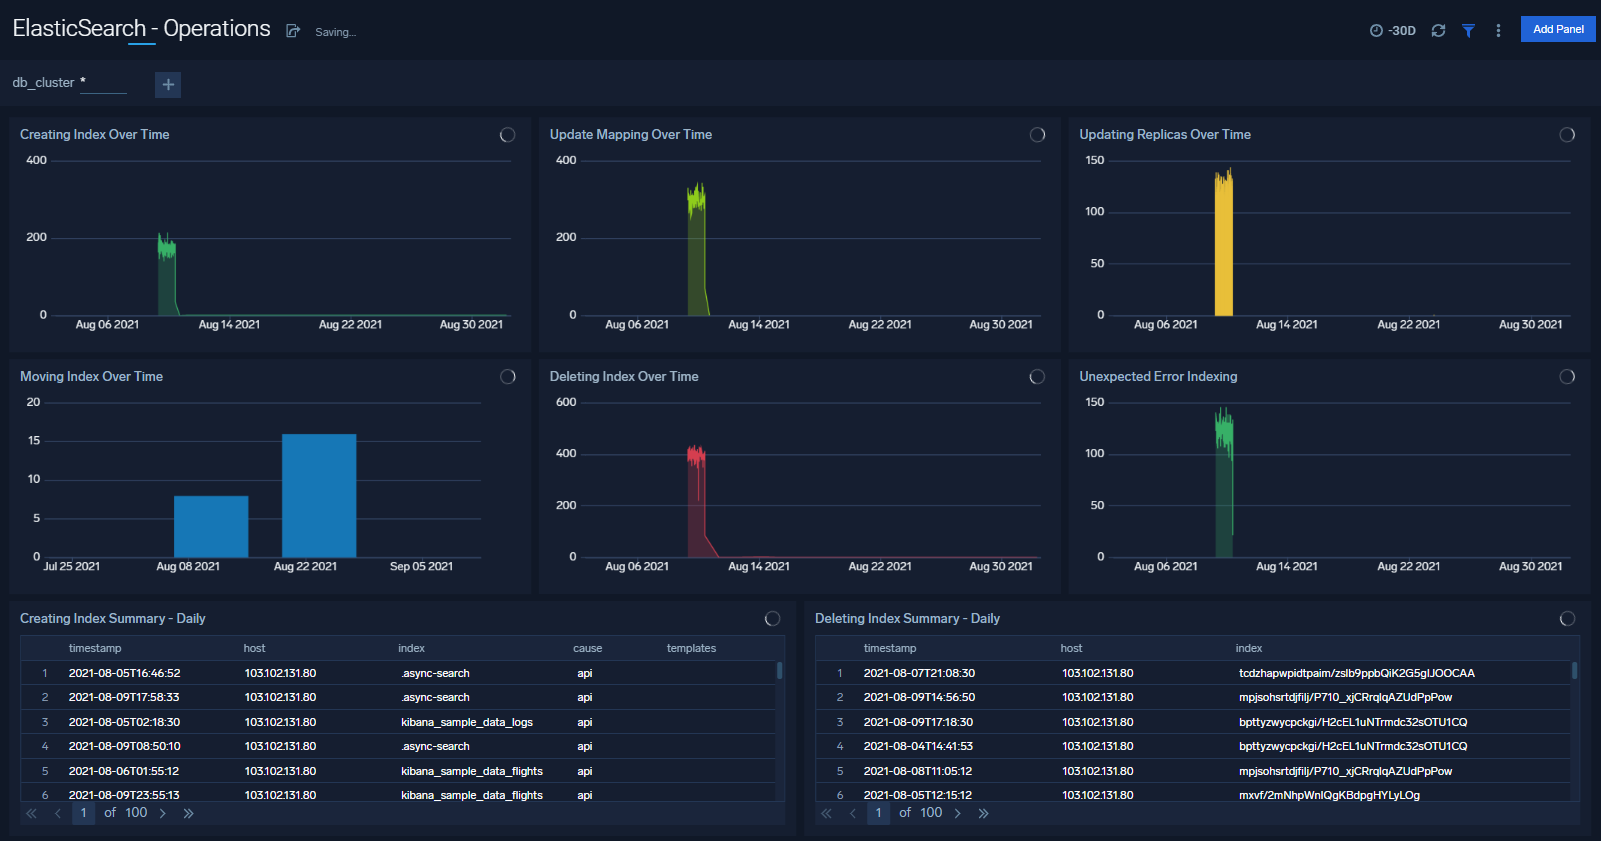 ElasticSearch - Operations
Saving...
-30D
Add Panel
db_cluster *
Creating Index Over Time
400
200
0
Aug 06 2021 Aug 14 2021 Aug 22 2021 Aug 30 2021
Update Mapping Over Time
400
200
0
Aug 06 2021 Aug 14 2021 Aug 22 2021 Aug 30 2021
Updating Replicas Over Time
150
100
50
0
Aug 06 2021 Aug 14 2021 Aug 22 2021 Aug 30 2021
Moving Index Over Time
20
15
10
5
0
Jul 25 2021 Aug 08 2021 Aug 22 2021 Sep 05 2021
Deleting Index Over Time
600
400
200
0
Aug 06 2021 Aug 14 2021 Aug 22 2021 Aug 30 2021
Unexpected Error Indexing
150
100
50
0
Aug 06 2021 Aug 14 2021 Aug 22 2021 Aug 30 2021
Creating Index Summary - Daily
timestamp host index cause templates
1 2021-08-05T16:46:52 103.102.131.80 .async-search api
2 2021-08-09T17:58:33 103.102.131.80 .async-search api
3 2021-08-05T02:18:30 103.102.131.80 kibana_sample_data_logs api
4 2021-08-09T08:50:10 103.102.131.80 .async-search api
5 2021-08-06T01:55:12 103.102.131.80 kibana_sample_data_flights api
6 2021-08-09T23:55:13 103.102.131.80 kibana_sample_data_flights api
1 of 100
Deleting Index Summary - Daily
timestamp host index
1 2021-08-07T21:08:30 103.102.131.80
2 2021-08-09T14:56:50 103.102.131.80
3 2021-08-09T17:18:30 103.102.131.80 bpttyzwycpckgi/H2cEL1uNTrmdc32sOTU1CQ
4 2021-08-04T14:41:53 103.102.131.80 bpttyzwycpckgi/H2cEL1uNTrmdc32sOTU1CQ
5 2021-08-08T11:05:12 103.102.131.80
6 2021-08-05T12:15:12 103.102.131.80
1 of 100